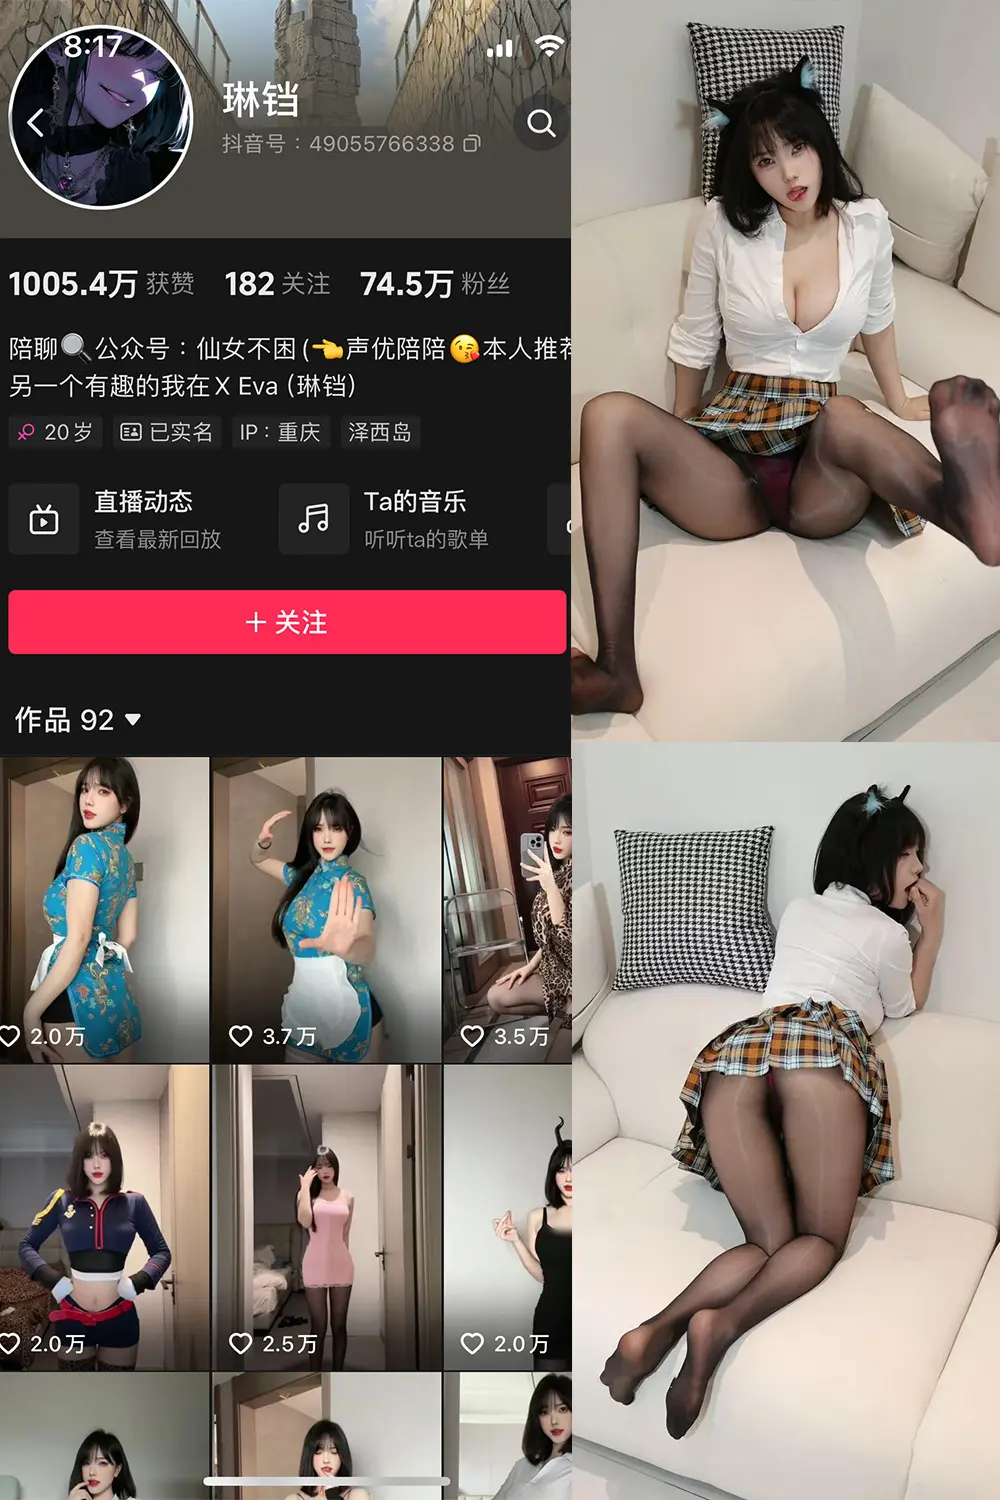 8:17
琳铛
抖音号：49055766338
1005.4万 获赞 182 关注 74.5万 粉丝
陪聊🔍公众号：仙女不困(👈声优陪陪😘本人推荐
另一个有趣的我在X Eva (琳铛)
20岁 已实名 IP：重庆 泽西岛
直播动态 Ta的音乐
查看最新回放 听听ta的歌单
+ 关注
作品 92
2.0万 3.7万 3.5万
2.0万 2.5万 2.0万